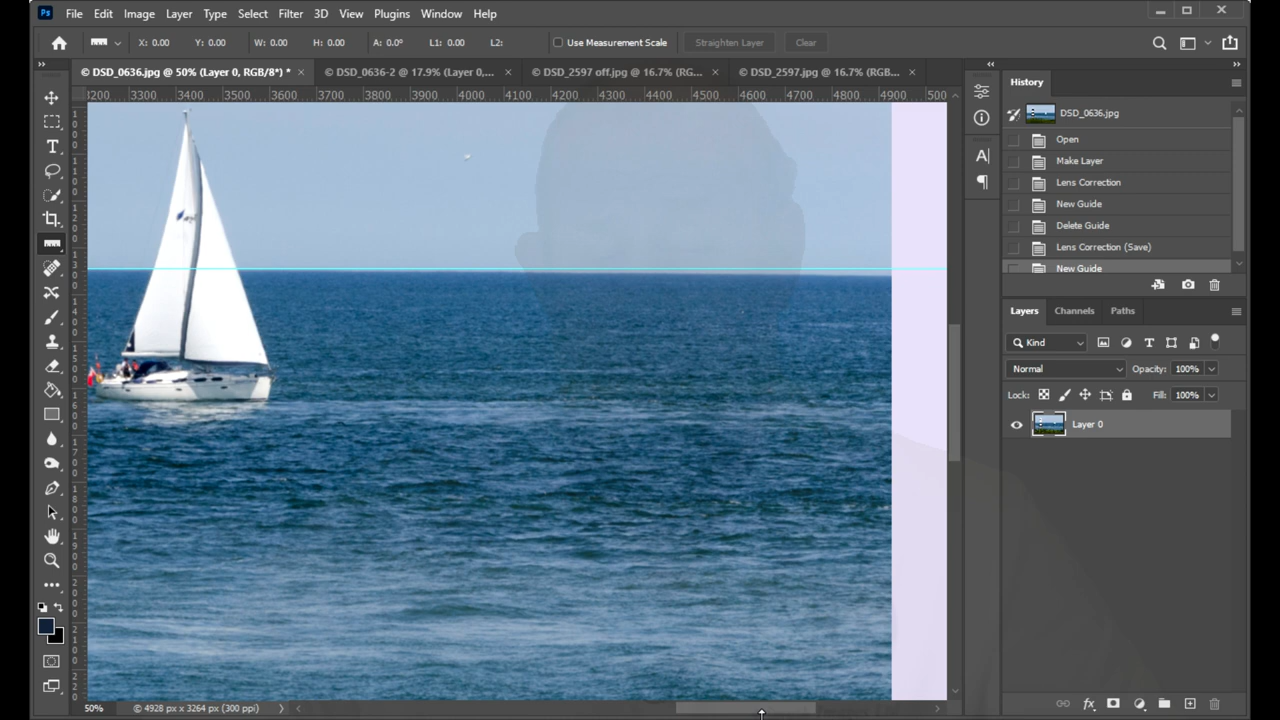 Ps File Edit Image Layer Type Select Filter 3D View Plugins Window Help
X: 0.00 Y: 0.00 W: 0.00 H: 0.00 A: 0.0° L1: 0.00 L2: Use Measurement Scale Straighten Layer Clear
© DSD_0636.jpg @ 50% (Layer 0, RGB/8*) * × © DSD_0636-2 @ 17.9% (Layer 0,... × © DSD_2597 off.jpg @ 16.7% (RG... × © DSD_2597.jpg @ 16.7% (RGB... ×
3200 3300 3400 3500 3600 3700 3800 3900 4000 4100 4200 4300 4400 4500 4600 4700 4800 4900 500
History
DSD_0636.jpg
Open
Make Layer
Lens Correction
New Guide
Delete Guide
Lens Correction (Save)
New Guide
Layers Channels Paths
Kind
Normal Opacity: 100%
Lock: Fill: 100%
Layer 0
50% © 4928 px x 3264 px (300 ppi)
fx